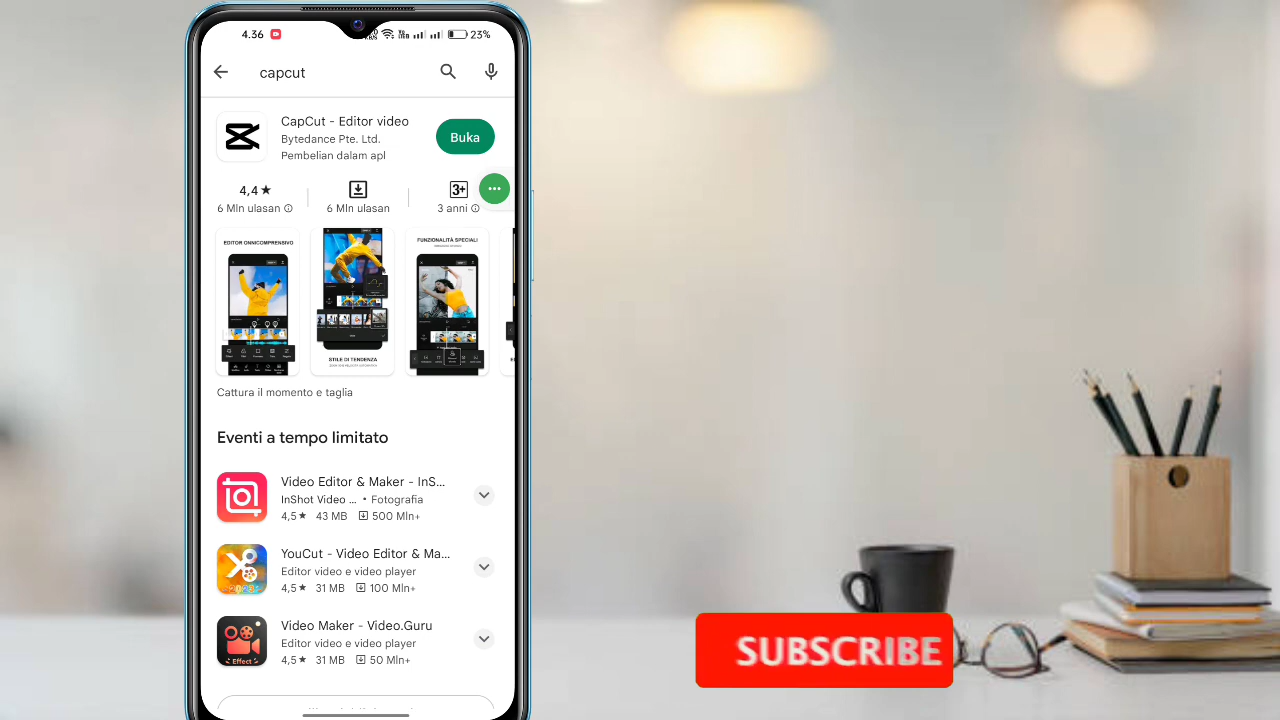 4.36
23%
capcut
CapCut - Editor video
Bytedance Pte. Ltd.
Pembelian dalam apl
Buka
4,4★
6 Mln ulasan
6 Mln ulasan
3+
3 anni
EDITOR ONNICOMPRENSIVO
STILE DI TENDENZA
FUNZIONALITÀ SPECIALI
Cattura il momento e taglia
Eventi a tempo limitato
Video Editor & Maker - InS...
InShot Video ... • Fotografia
4,5★ 43 MB 500 Mln+
YouCut - Video Editor & Ma...
Editor video e video player
4,5★ 31 MB 100 Mln+
Video Maker - Video.Guru
Editor video e video player
4,5★ 31 MB 50 Mln+
2023
Effect
SUBSCRIBE